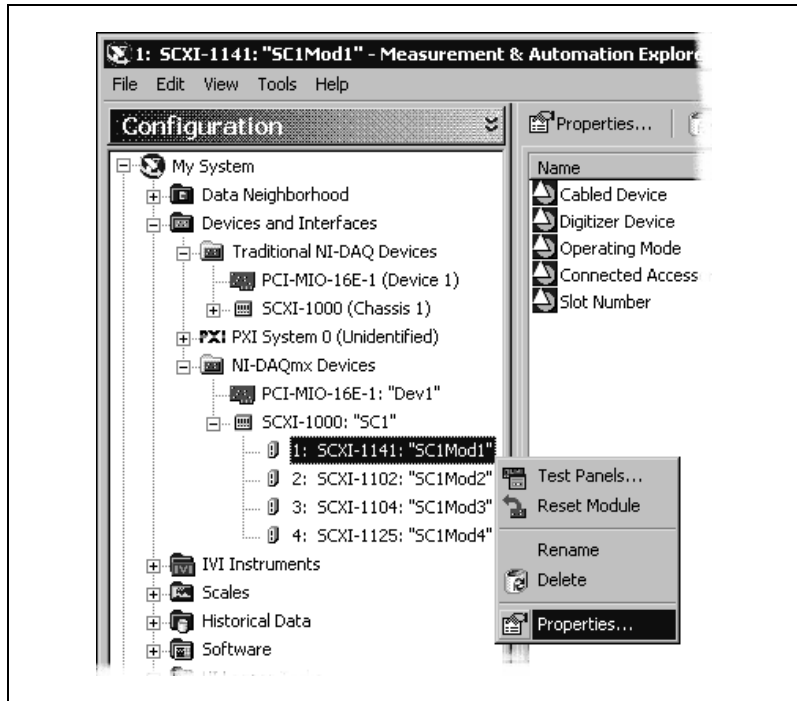 1: SCXI-1141: "SC1Mod1" - Measurement & Automation Explore
File Edit View Tools Help
Configuration
My System
Data Neighborhood
Devices and Interfaces
Traditional NI-DAQ Devices
PCI-MIO-16E-1 (Device 1)
SCXI-1000 (Chassis 1)
PXI PXI System 0 (Unidentified)
NI-DAQmx Devices
PCI-MIO-16E-1: "Dev1"
SCXI-1000: "SC1"
1: SCXI-1141: "SC1Mod1"
2: SCXI-1102: "SC1Mod2"
3: SCXI-1104: "SC1Mod3"
4: SCXI-1125: "SC1Mod4"
IVI IVI Instruments
Scales
Historical Data
Software
Properties...
Name
Cabled Device
Digitizer Device
Operating Mode
Connected Access
Slot Number
Test Panels...
Reset Module
Rename
Delete
Properties...